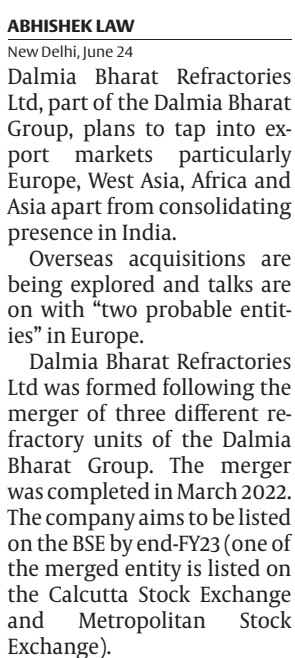 ABHISHEK LAW
New Delhi, June 24
Dalmia Bharat Refractories
Ltd, part of the Dalmia Bharat
Group, plans to tap into ex-
port markets particularly
Europe, West Asia, Africa and
Asia apart from consolidating
presence in India.
Overseas acquisitions are
being explored and talks are
on with “two probable entit-
ies” in Europe.
Dalmia Bharat Refractories
Ltd was formed following the
merger of three different re-
fractory units of the Dalmia
Bharat Group. The merger
was completed in March 2022.
The company aims to be listed
on the BSE by end-FY23 (one of
the merged entity is listed on
the Calcutta Stock Exchange
and Metropolitan Stock
Exchange).